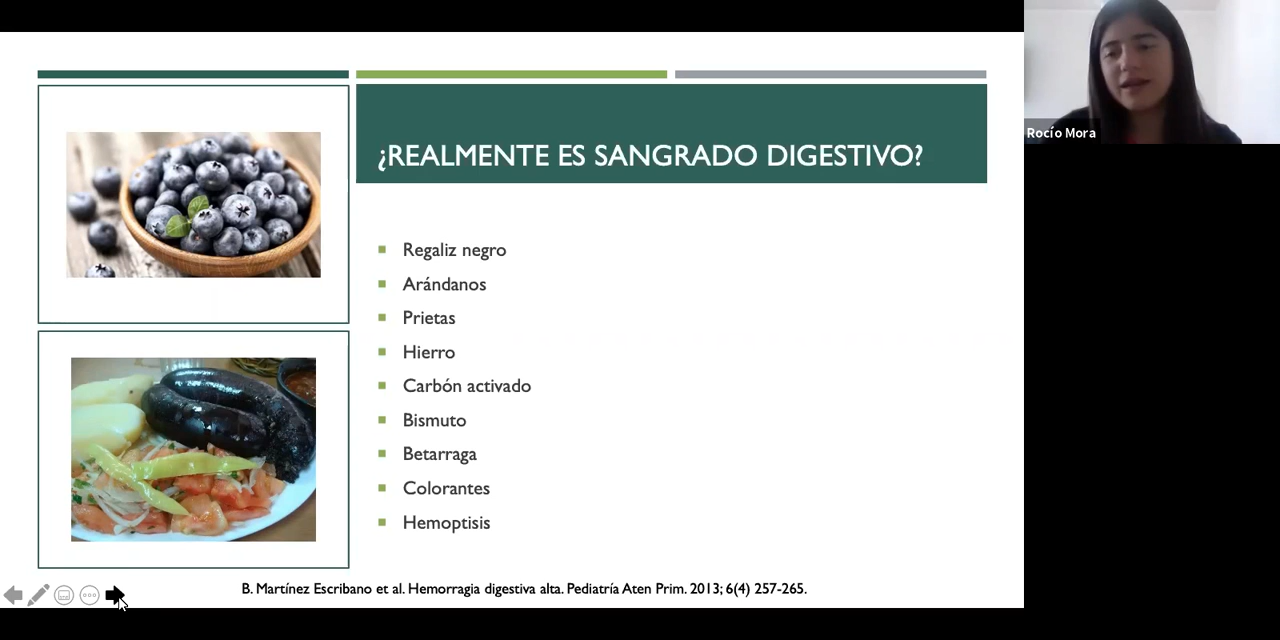 ¿REALMENTE ES SANGRADO DIGESTIVO?
Rocío Mora
Regaliz negro
Arándanos
Prietas
Hierro
Carbón activado
Bismuto
Betarraga
Colorantes
Hemoptisis
B. Martínez Escribano et al. Hemorragia digestiva alta. Pediatría Aten Prim. 2013; 6(4) 257-265.